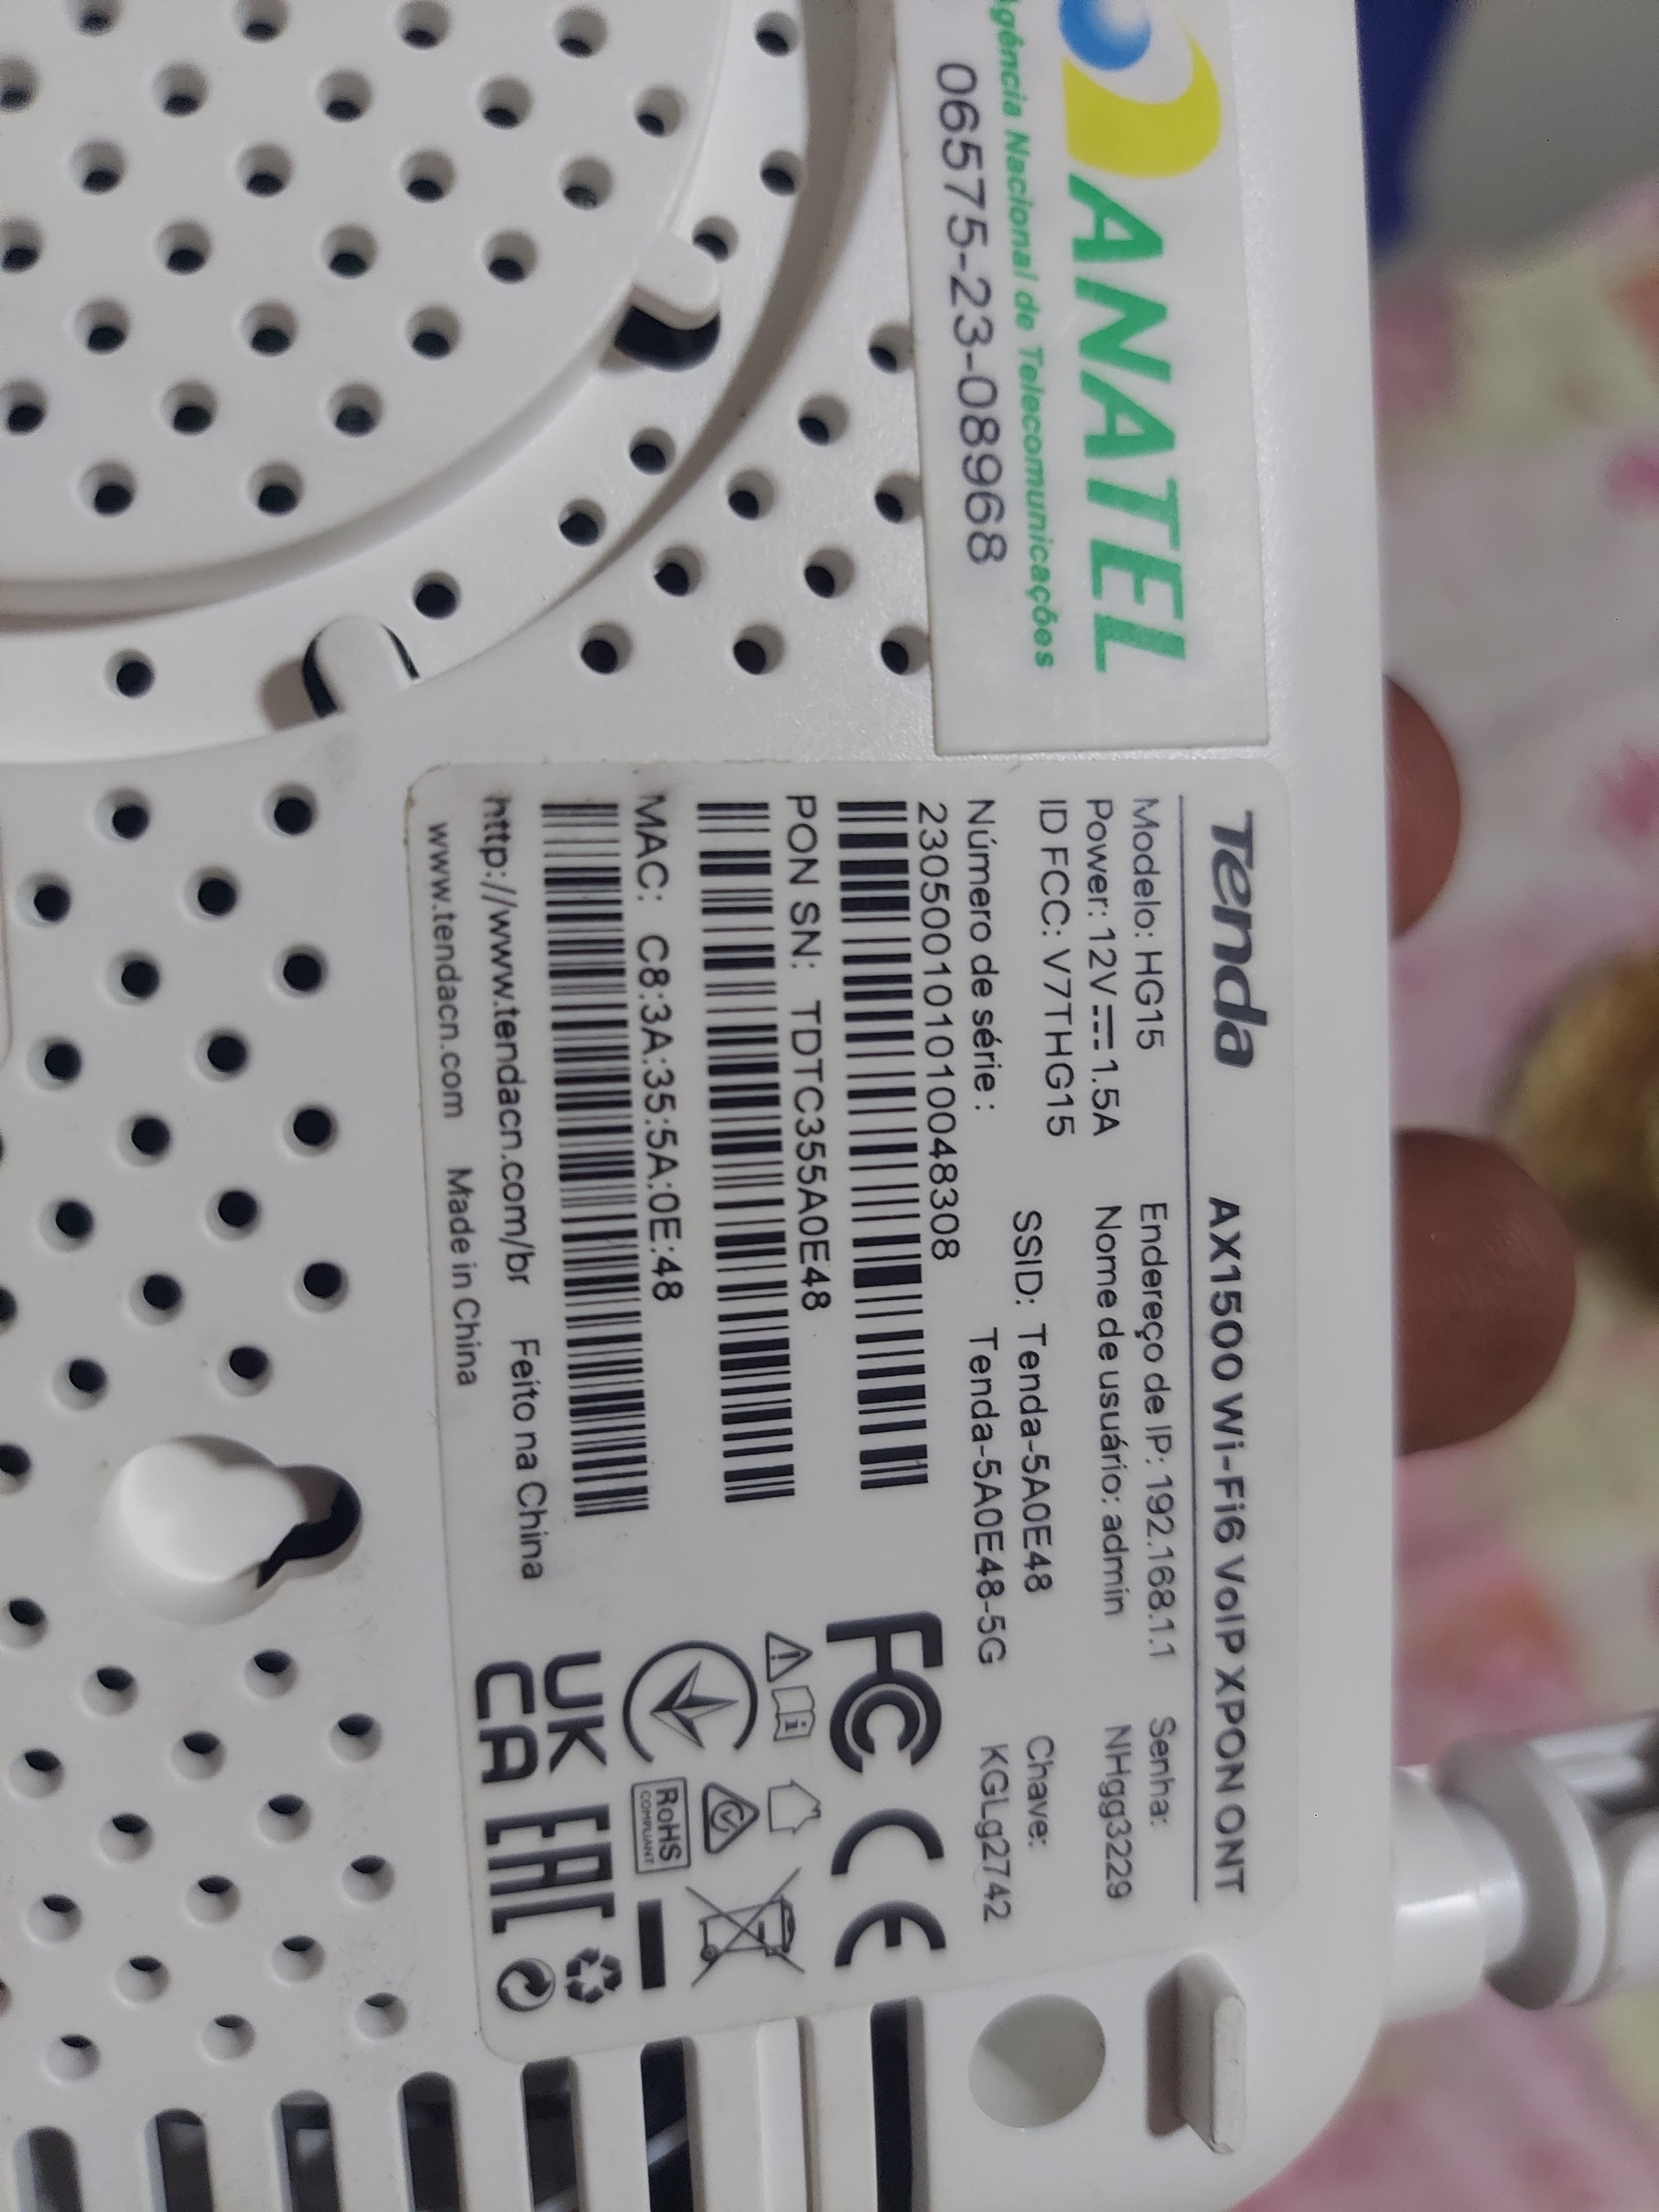 ANATEL
Agência Nacional de Telecomunicações
06575-23-08968
Tenda AX1500 Wi-Fi6 VoIP XPON ONT
Modelo: HG15 Endereço de IP: 192.168.1.1 Senha:
Power: 12V⎓1.5A Nome de usuário: admin NHgg3229
ID FCC: V7THG15 SSID: Tenda-5A0E48 Chave:
Número de série : Tenda-5A0E48-5G KGLg2742
230500101010048308
PON SN: TDTC355A0E48
MAC: C8:3A:35:5A:0E:48
http://www.tendacn.com/br Feito na China
www.tendacn.com Made in China
FC CE
RoHS
COMPLIANT
UK
CA
EAC